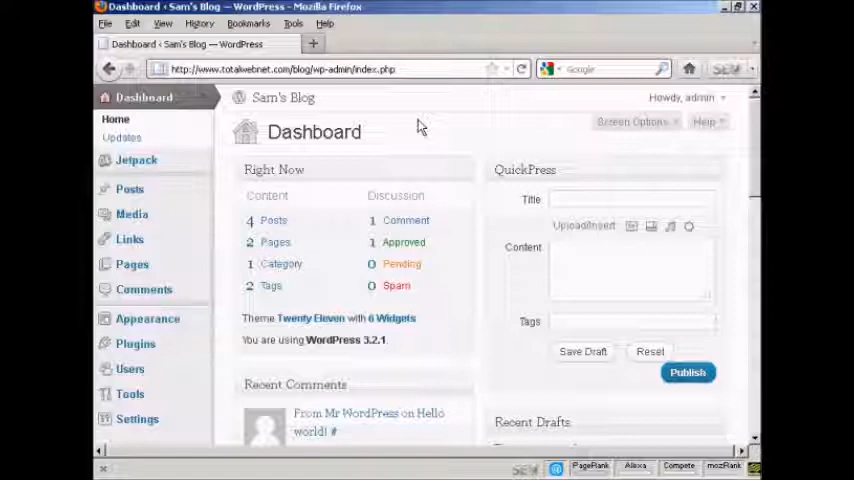 Dashboard ‹ Sam's Blog — WordPress - Mozilla Firefox
File Edit View History Bookmarks Tools Help
Dashboard ‹ Sam's Blog — WordPress +
http://www.totalwebnet.com/blog/wp-admin/index.php Google
Dashboard
Home
Updates
Jetpack
Posts
Media
Links
Pages
Comments
Appearance
Plugins
Users
Tools
Settings
Sam's Blog Howdy, admin
Screen Options Help
Dashboard
Right Now
Content Discussion
4 Posts 1 Comment
2 Pages 1 Approved
1 Category 0 Pending
2 Tags 0 Spam
Theme Twenty Eleven with 6 Widgets
You are using WordPress 3.2.1.
Recent Comments
From Mr WordPress on Hello
world! #
QuickPress
Title
Upload/Insert
Content
Tags
Save Draft Reset
Publish
Recent Drafts
PageRank Alexa Compete mozRank